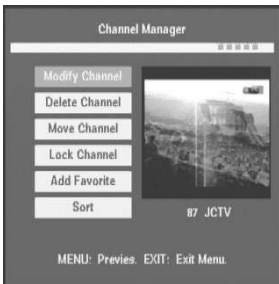 Channel Manager
Modify Channel
Delete Channel
Move Channel
Lock Channel
Add Favorite
Sort
87 JCTV
MENU: Previes. EXIT: Exit Menu.